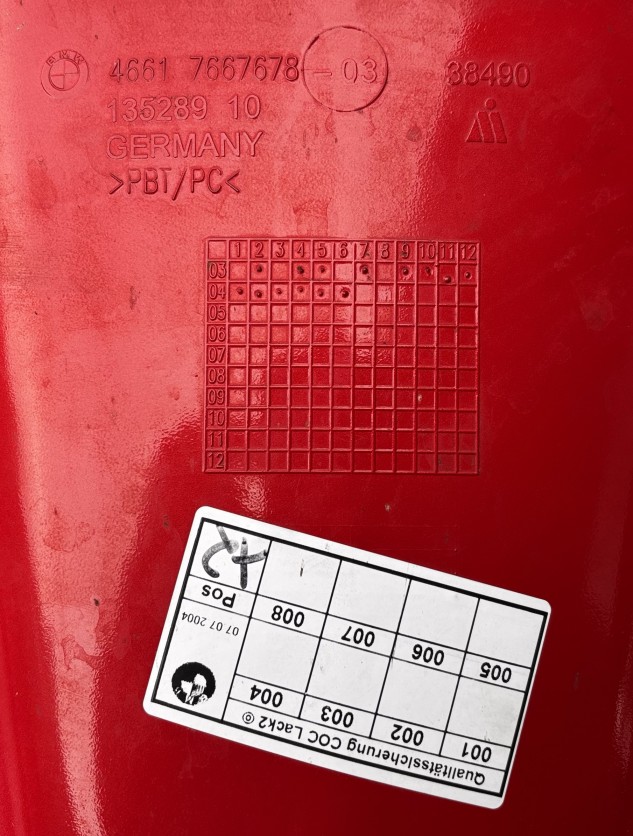 BMW
4661 7667678 - 03 38490
135289 10
GERMANY
>PBT/PC<
1 2 3 4 5 6 7 8 9 10 11 12
03
04
05
06
07
08
09
10
11
12
Qualitätssicherung COC Lack2 ©
001 002 003 004
07.07.2004
005 006 007 008 Pos